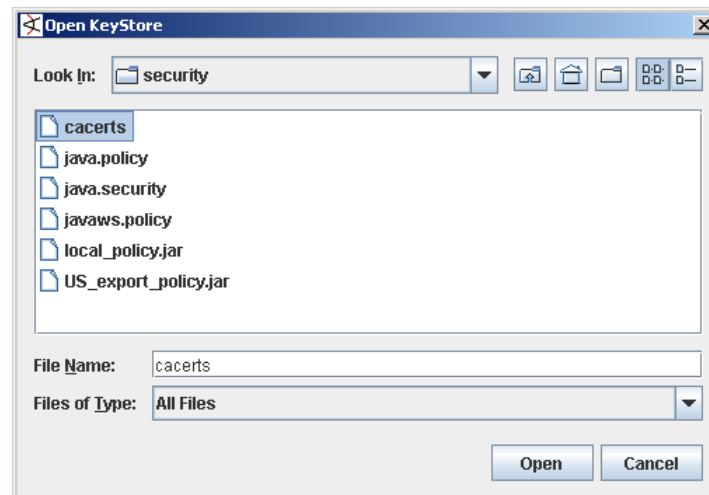 Open KeyStore
Look In: security
cacerts
java.policy
java.security
javaws.policy
local_policy.jar
US_export_policy.jar
File Name: cacerts
Files of Type: All Files
Open Cancel